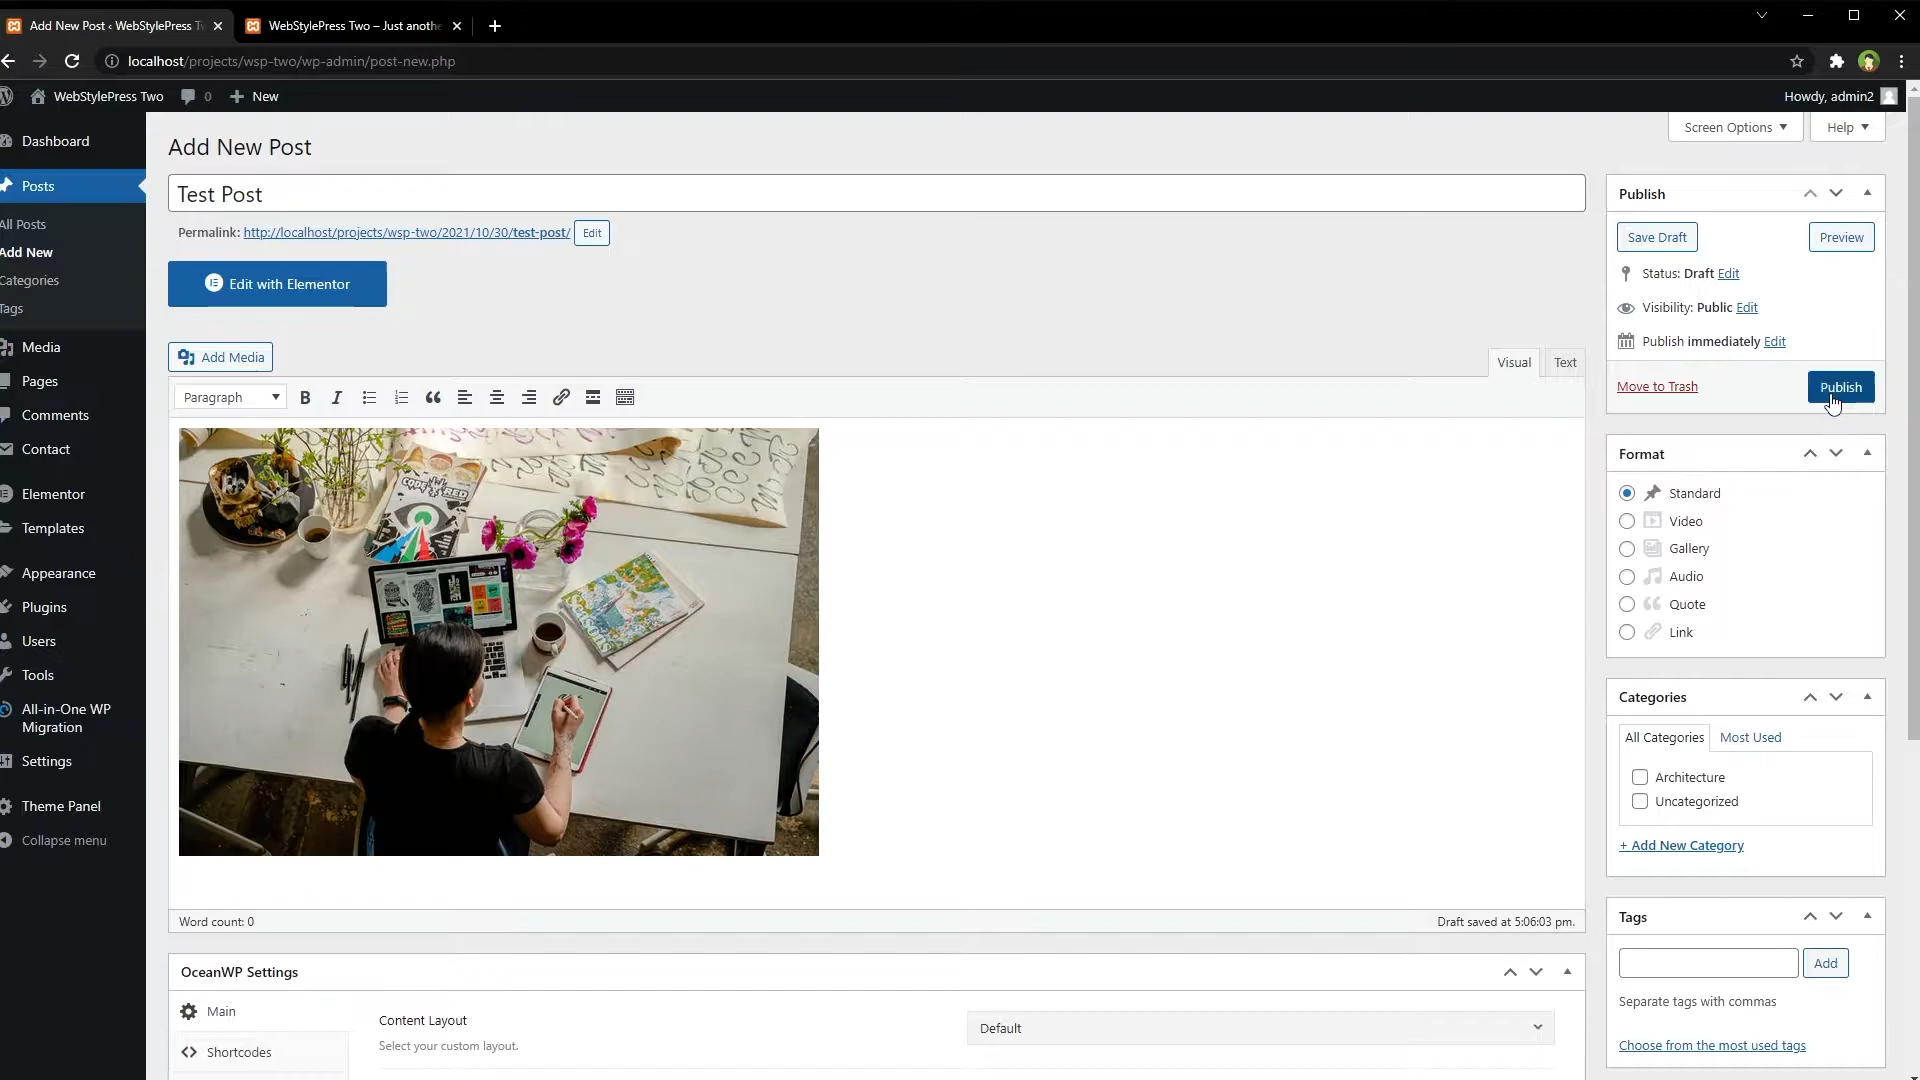 Add New Post ‹ WebStylePress T
WebStylePress Two – Just anothe
localhost/projects/wsp-two/wp-admin/post-new.php
WebStylePress Two
0
New
Howdy, admin2
Dashboard
Posts
All Posts
Add New
Categories
Tags
Media
Pages
Comments
Contact
Elementor
Templates
Appearance
Plugins
Users
Tools
All-in-One WP
Migration
Settings
Theme Panel
Collapse menu
Screen Options
Help
Add New Post
Test Post
Permalink: http://localhost/projects/wsp-two/2021/10/30/test-post/ Edit
Edit with Elementor
Add Media
Visual
Text
Paragraph
CODE RED
Word count: 0
Draft saved at 5:06:03 pm.
OceanWP Settings
Main
Shortcodes
Content Layout
Select your custom layout.
Default
Publish
Save Draft
Preview
Status: Draft Edit
Visibility: Public Edit
Publish immediately Edit
Move to Trash
Publish
Format
Standard
Video
Gallery
Audio
Quote
Link
Categories
All Categories
Most Used
Architecture
Uncategorized
+ Add New Category
Tags
Add
Separate tags with commas
Choose from the most used tags